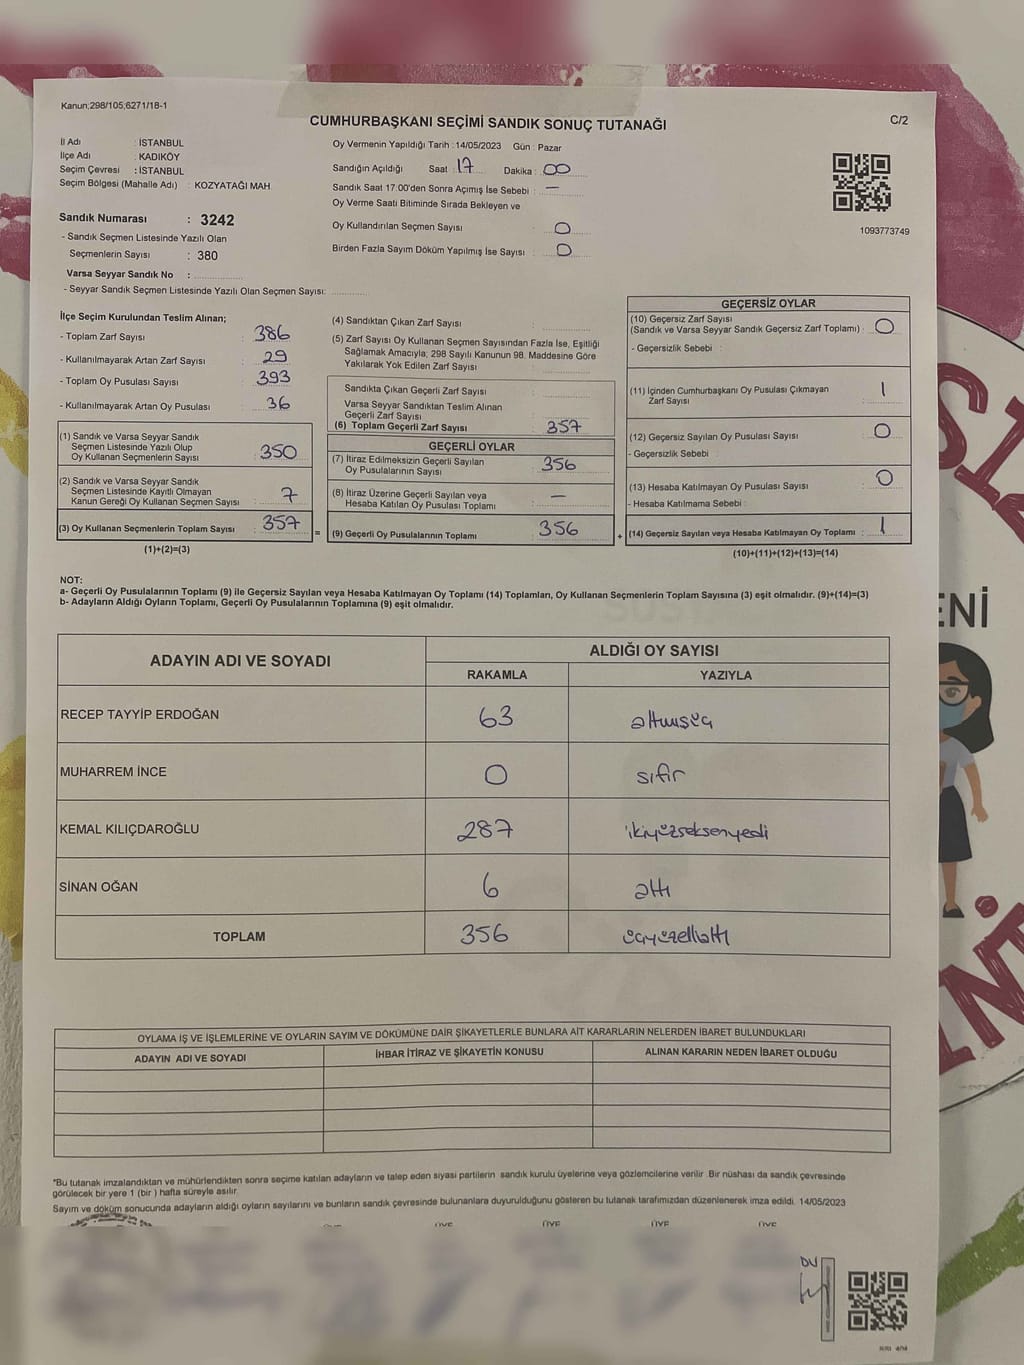 Kanun;298/105;6271/18-1
CUMHURBAŞKANI SEÇİMİ SANDIK SONUÇ TUTANAĞI
C/2
İl Adı : İSTANBUL
İlçe Adı : KADIKÖY
Seçim Çevresi : İSTANBUL
Seçim Bölgesi (Mahalle Adı) : KOZYATAĞI MAH.
Sandık Numarası : 3242
- Sandık Seçmen Listesinde Yazılı Olan
Seçmenlerin Sayısı : 380
Varsa Seyyar Sandık No :
- Seyyar Sandık Seçmen Listesinde Yazılı Olan Seçmen Sayısı:
Oy Vermenin Yapıldığı Tarih : 14/05/2023 Gün : Pazar
Sandığın Açıldığı Saat : 17 Dakika : 00
Sandık Saat 17:00'den Sonra Açımış İse Sebebi : —
Oy Verme Saati Bitiminde Sırada Bekleyen ve
Oy Kullandırılan Seçmen Sayısı : 0
Birden Fazla Sayım Döküm Yapılmış İse Sayısı : 0
1093773749
İlçe Seçim Kurulundan Teslim Alınan;
- Toplam Zarf Sayısı : 386
- Kullanılmayarak Artan Zarf Sayısı : 29
- Toplam Oy Pusulası Sayısı : 393
- Kullanılmayarak Artan Oy Pusulası : 36
(1) Sandık ve Varsa Seyyar Sandık
Seçmen Listesinde Yazılı Olup
Oy Kullanan Seçmenlerin Sayısı : 350
(2) Sandık ve Varsa Seyyar Sandık
Seçmen Listesinde Kayıtlı Olmayan
Kanun Gereği Oy Kullanan Seçmen Sayısı : 7
(3) Oy Kullanan Seçmenlerin Toplam Sayısı : 357 =
(1)+(2)=(3)
(4) Sandıktan Çıkan Zarf Sayısı :
(5) Zarf Sayısı Oy Kullanan Seçmen Sayısından Fazla İse, Eşitliği
Sağlamak Amacıyla; 298 Sayılı Kanunun 98. Maddesine Göre
Yakılarak Yok Edilen Zarf Sayısı :
Sandıkta Çıkan Geçerli Zarf Sayısı :
Varsa Seyyar Sandıktan Teslim Alınan
Geçerli Zarf Sayısı :
(6) Toplam Geçerli Zarf Sayısı : 357
GEÇERLİ OYLAR
(7) İtiraz Edilmeksizin Geçerli Sayılan
Oy Pusulalarının Sayısı : 356
(8) İtiraz Üzerine Geçerli Sayılan veya
Hesaba Katılan Oy Pusulası Toplamı : —
(9) Geçerli Oy Pusulalarının Toplamı : 356 +
GEÇERSİZ OYLAR
(10) Geçersiz Zarf Sayısı
(Sandık ve Varsa Seyyar Sandık Geçersiz Zarf Toplamı) : 0
- Geçersizlik Sebebi :
(11) İçinden Cumhurbaşkanı Oy Pusulası Çıkmayan
Zarf Sayısı : 1
(12) Geçersiz Sayılan Oy Pusulası Sayısı : 0
- Geçersizlik Sebebi :
(13) Hesaba Katılmayan Oy Pusulası Sayısı : 0
- Hesaba Katılmama Sebebi :
(14) Geçersiz Sayılan veya Hesaba Katılmayan Oy Toplamı : 1
(10)+(11)+(12)+(13)=(14)
NOT:
a- Geçerli Oy Pusulalarının Toplamı (9) ile Geçersiz Sayılan veya Hesaba Katılmayan Oy Toplamı (14) Toplamları, Oy Kullanan Seçmenlerin Toplam Sayısına (3) eşit olmalıdır. (9)+(14)=(3)
b- Adayların Aldığı Oyların Toplamı, Geçerli Oy Pusulalarının Toplamına (9) eşit olmalıdır.
ADAYIN ADI VE SOYADI
ALDIĞI OY SAYISI
RAKAMLA YAZIYLA
RECEP TAYYİP ERDOĞAN 63 altmışüç
MUHARREM İNCE 0 sıfır
KEMAL KILIÇDAROĞLU 287 ikiyüzseksenyedi
SİNAN OĞAN 6 altı
TOPLAM 356 üçyüzellialtı
OYLAMA İŞ VE İŞLEMLERİNE VE OYLARIN SAYIM VE DÖKÜMÜNE DAİR ŞİKAYETLERLE BUNLARA AİT KARARLARIN NELERDEN İBARET BULUNDUKLARI
ADAYIN ADI VE SOYADI İHBAR İTİRAZ VE ŞİKAYETİN KONUSU ALINAN KARARIN NEDEN İBARET OLDUĞU
*Bu tutanak imzalandıktan ve mühürlendikten sonra seçime katılan adayların ve talep eden siyasi partilerin sandık kurulu üyelerine veya gözlemcilerine verilir .Bir nüshası da sandık çevresinde
görülecek bir yere 1 (bir ) hafta süreyle asılır.
Sayım ve döküm sonucunda adayların aldığı oyların sayılarını ve bunların sandık çevresinde bulunanlara duyurulduğunu gösteren bu tutanak tarafımızdan düzenlenerek imza edildi. 14/05/2023
ÜYE ÜYE ÜYE ÜYE
ENİ